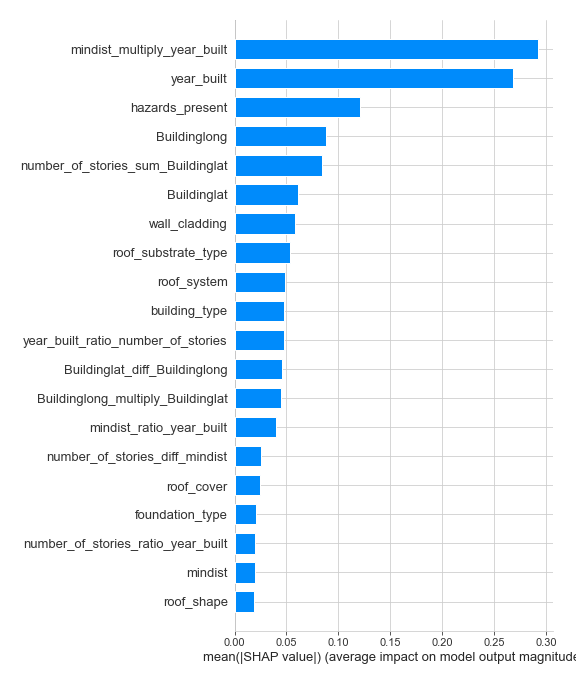 mindist_multiply_year_built
year_built
hazards_present
Buildinglong
number_of_stories_sum_Buildinglat
Buildinglat
wall_cladding
roof_substrate_type
roof_system
building_type
year_built_ratio_number_of_stories
Buildinglat_diff_Buildinglong
Buildinglong_multiply_Buildinglat
mindist_ratio_year_built
number_of_stories_diff_mindist
roof_cover
foundation_type
number_of_stories_ratio_year_built
mindist
roof_shape
0.00 0.05 0.10 0.15 0.20 0.25 0.30
mean(|SHAP value|) (average impact on model output magnitude